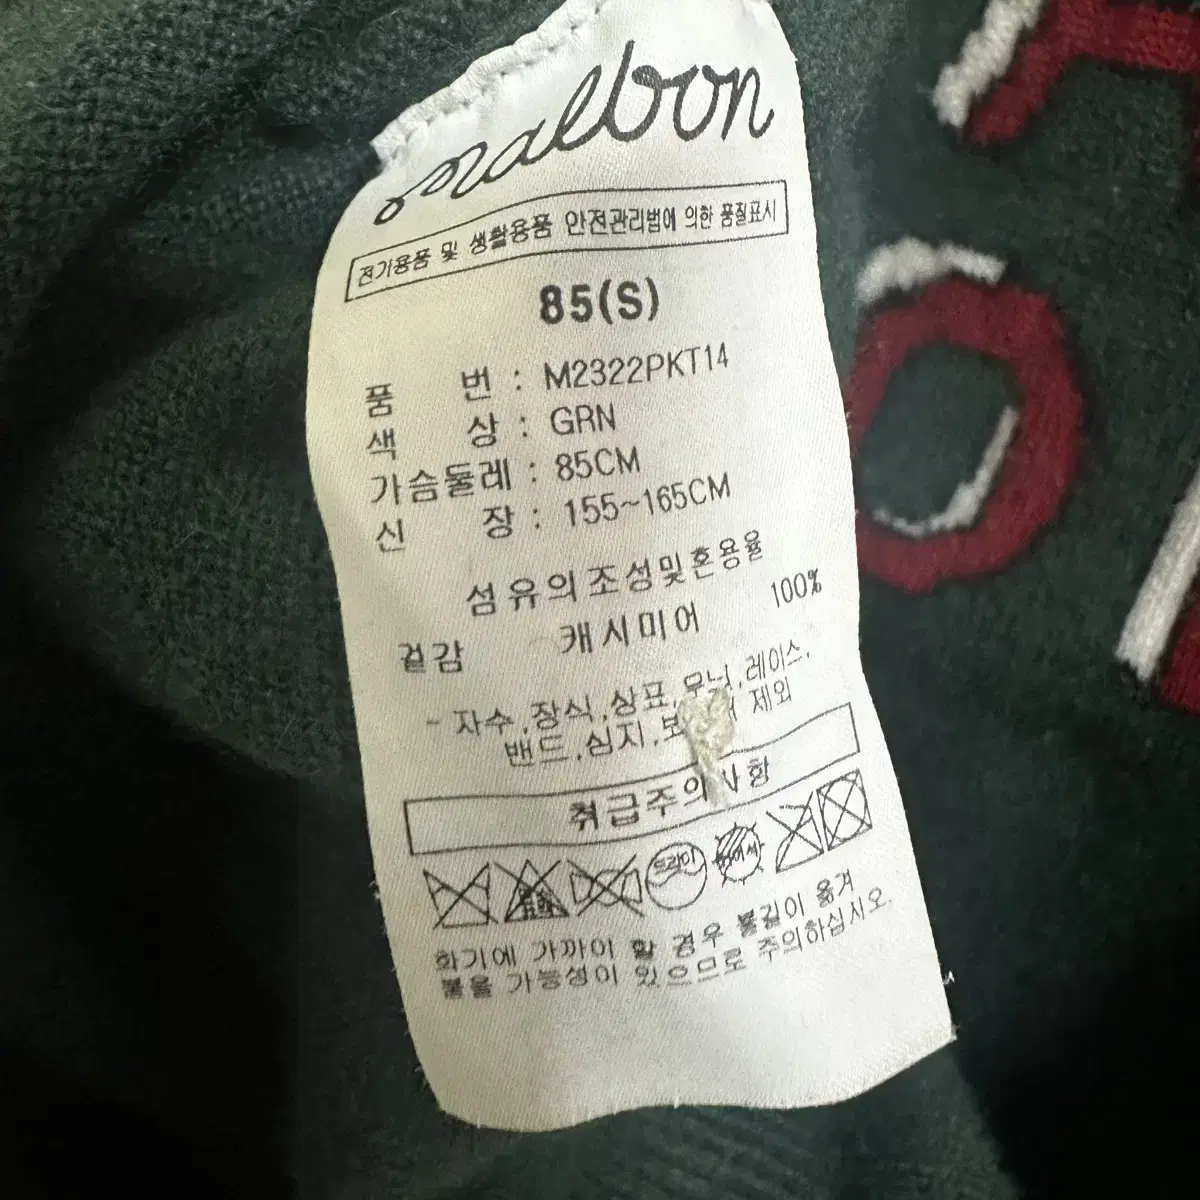 malbon
전기용품 및 생활용품 안전관리법에 의한 품질표시
85(S)
품 번 : M2322PKT14
색 상 : GRN
가슴둘레 : 85CM
신 장 : 155~165CM
섬유의조성및혼용율
겉감 캐시미어 100%
- 자수,장식,상표,무늬,레이스,
밴드,심지, 제외
취급주의사항
드라이
화기에 가까이 할 경우 불길이 옮겨
붙을 가능성이 있으므로 주의하십시오.